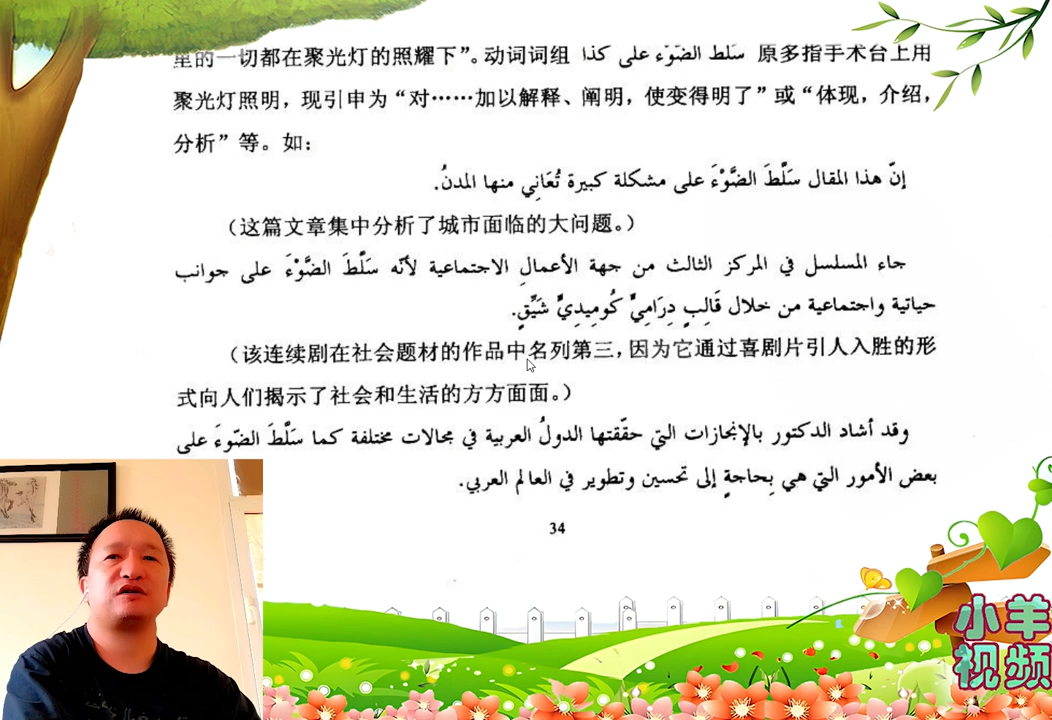 里的一切都在聚光灯的照耀下”。动词词组 سَلَّط الضّوْء على كذا 原多指手术台上用
聚光灯照明，现引申为“对……加以解释、阐明，使变得明了”或“体现，介绍，
分析”等。如：
إنّ هذا المقال سَلَّطَ الضَّوْءَ على مشكلة كبيرة تُعَانِي منها المدنُ.
（这篇文章集中分析了城市面临的大问题。）
جاء المسلسل في المركز الثالث من جهة الأعمالِ الاجتماعية لأنّه سَلَّطَ الضَّوْءَ على جوانب
حياتية واجتماعية من خلال قَالِبٍ دِرَامِيٍّ كُومِيدِيٍّ شَيِّقٍ.
（该连续剧在社会题材的作品中名列第三，因为它通过喜剧片引人入胜的形
式向人们揭示了社会和生活的方方面面。）
وقد أشاد الدكتور بالإنجازات التي حقّقتها الدولُ العربية في مجالات مختلفة كما سَلَّطَ الضّوءَ على
بعض الأمور التي هي بِحاجةٍ إلى تحسين وتطوير في العالم العربي.
34
小羊
视频